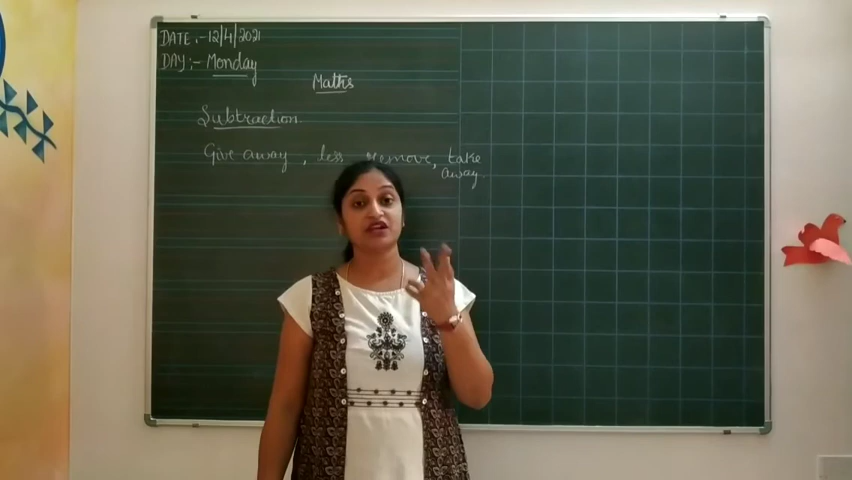 DATE :- 12/4/2021
DAY :- Monday
Maths
Subtraction
Give away , less remove, take
away.